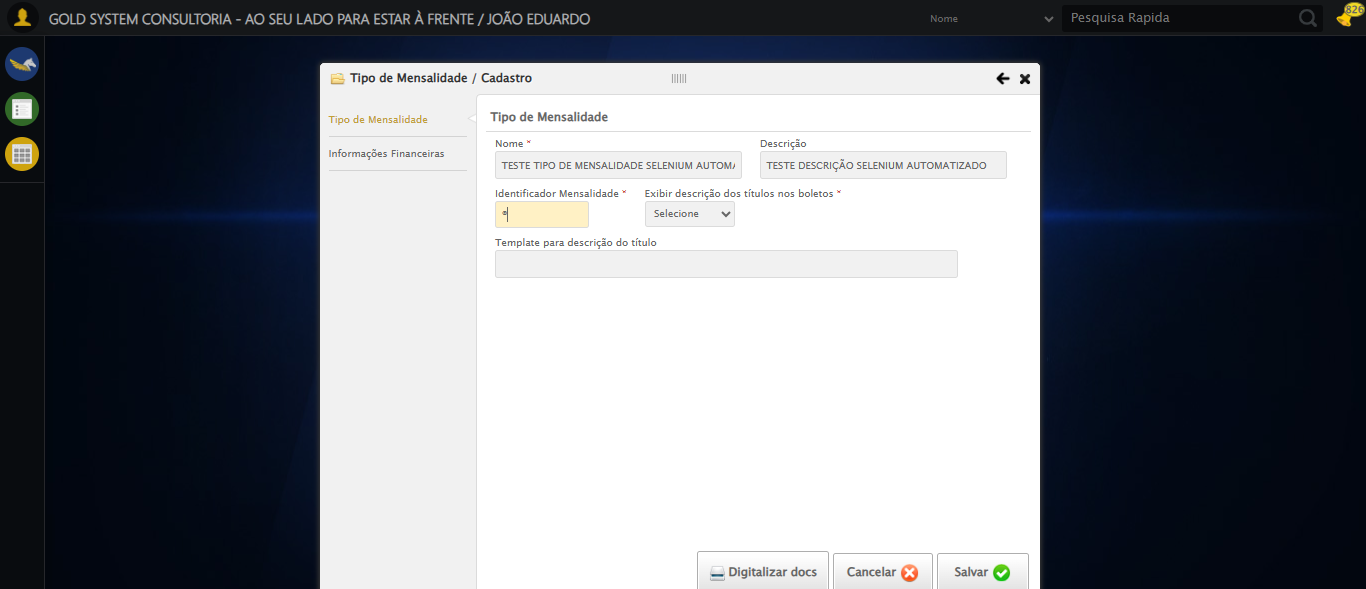 GOLD SYSTEM CONSULTORIA - AO SEU LADO PARA ESTAR À FRENTE / JOÃO EDUARDO
Nome
Pesquisa Rapida
826
Tipo de Mensalidade / Cadastro
Tipo de Mensalidade
Informações Financeiras
Tipo de Mensalidade
Nome *
Descrição
TESTE TIPO DE MENSALIDADE SELENIUM AUTOM
TESTE DESCRIÇÃO SELENIUM AUTOMATIZADO
Identificador Mensalidade *
Exibir descrição dos títulos nos boletos *
Selecione
Template para descrição do título
Digitalizar docs
Cancelar
Salvar